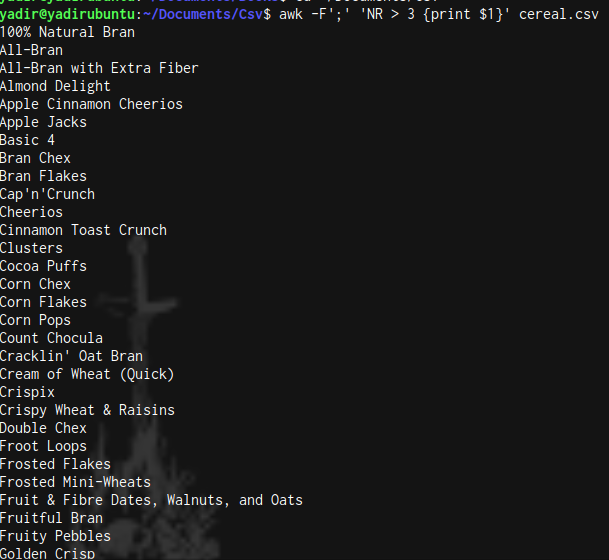 yadir@yadirubuntu:~/Documents/Csv$ awk -F';' 'NR > 3 {print $1}' cereal.csv
100% Natural Bran
All-Bran
All-Bran with Extra Fiber
Almond Delight
Apple Cinnamon Cheerios
Apple Jacks
Basic 4
Bran Chex
Bran Flakes
Cap'n'Crunch
Cheerios
Cinnamon Toast Crunch
Clusters
Cocoa Puffs
Corn Chex
Corn Flakes
Corn Pops
Count Chocula
Cracklin' Oat Bran
Cream of Wheat (Quick)
Crispix
Crispy Wheat & Raisins
Double Chex
Froot Loops
Frosted Flakes
Frosted Mini-Wheats
Fruit & Fibre Dates, Walnuts, and Oats
Fruitful Bran
Fruity Pebbles
Golden Crisp